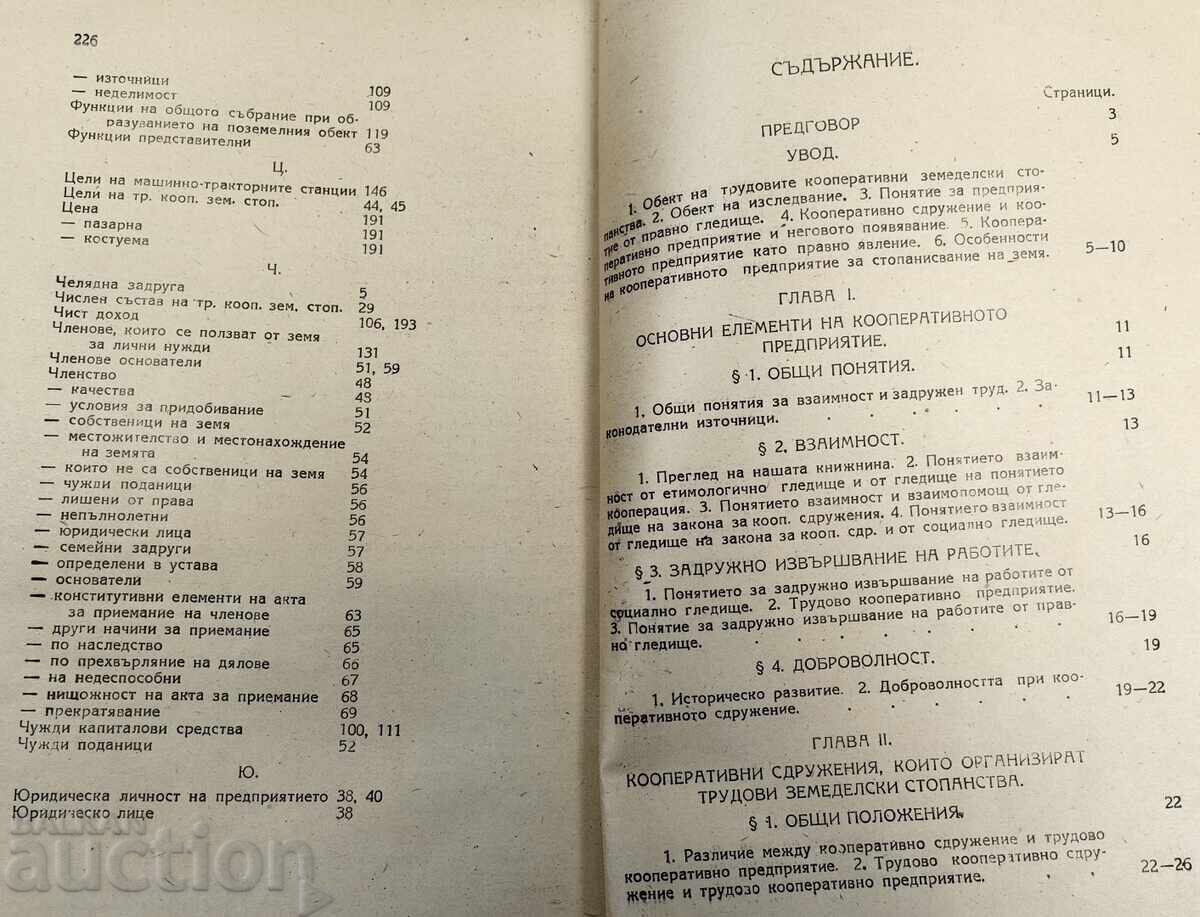 226
— източници 109
— неделимост 109
Функции на общото събрание при об-
разуването на поземелния обект 119
Функции представителни 63
Ц.
Цели на машинно-тракторните станции 146
Цели на тр. кооп. зем. стоп. 44, 45
Цена 191
— пазарна 191
— костуема 191
Ч.
Челядна задруга 5
Числен състав на тр. кооп. зем. стоп. 29
Чист доход 106, 193
Членове, които се ползват от земя
за лични нужди 131
Членове основатели 51, 59
Членство 48
— качества 48
— условия за придобиване 51
— собственици на земя 52
— местожителство и местонахождение
на земята 54
— които не са собственици на земя 54
— чужди поданици 56
— лишени от права 56
— непълнолетни 56
— юридически лица 57
— семейни задруги 57
— определени в устава 58
— основатели 59
— конститутивни елементи на акта
за приемание на членове 63
— други начини за приемание 65
— по наследство 65
— по прехвърляне на дялове 66
— на недеспособни 67
— нищожност на акта за приемание 68
— прекратявание 69
Чужди капиталови средства 100, 111
Чужди поданици 52
Ю.
Юридическа личност на предприятието 38, 40
Юридическо лице 38
BALKAN
auction
СЪДЪРЖАНИЕ.
Страници.
ПРЕДГОВОР 3
УВОД. 5
1. Обект на трудовите кооперативни земеделски сто-
панства. 2. Обект на изследване. 3. Понятие за предприя-
тие от правно гледище. 4. Кооперативно сдружение и коо-
перативно предприятие и неговото появявание. 5. Коопера-
тивното предприятие като правно явление. 6. Особенности
на кооперативното предприятие за стопанисване на земя. 5—10
ГЛАВА I.
ОСНОВНИ ЕЛЕМЕНТИ НА КООПЕРАТИВНОТО
ПРЕДПРИЯТИЕ. 11
§ 1. ОБЩИ ПОНЯТИЯ. 11
1. Общи понятия за взаимност и задружен труд. 2. За-
конодателни източници. 11—13
§ 2. ВЗАИМНОСТ. 13
1. Преглед на нашата книжнина. 2. Понятието взаим-
ност от етимологично гледище и от гледище на понятието
кооперация. 3. Понятието взаимност и взаимопомощ от гле-
дище на закона за кооп. сдружения. 4. Понятието взаимност
от гледище на закона за кооп. сдр. и от социално гледище. 13—16
§ 3. ЗАДРУЖНО ИЗВЪРШВАНИЕ НА РАБОТИТЕ. 16
1. Понятието за задружно извършване на работите от
социално гледище. 2. Трудово кооперативно предприятие.
3. Понятие за задружно извършване на работите от прав-
но гледище. 16—19
§ 4. ДОБРОВОЛНОСТ. 19
1. Историческо развитие. 2. Доброволността при коо-
перативното сдружение. 19—22
ГЛАВА II.
КООПЕРАТИВНИ СДРУЖЕНИЯ, КОИТО ОРГАНИЗИРАТ
ТРУДОВИ ЗЕМЕДЕЛСКИ СТОПАНСТВА.
§ 1. ОБЩИ ПОЛОЖЕНИЯ. 22
1. Различие между кооперативно сдружение и трудово
кооперативно предприятие. 2. Трудово кооперативно сдру-
жение и трудово кооперативно предприятие. 22—26